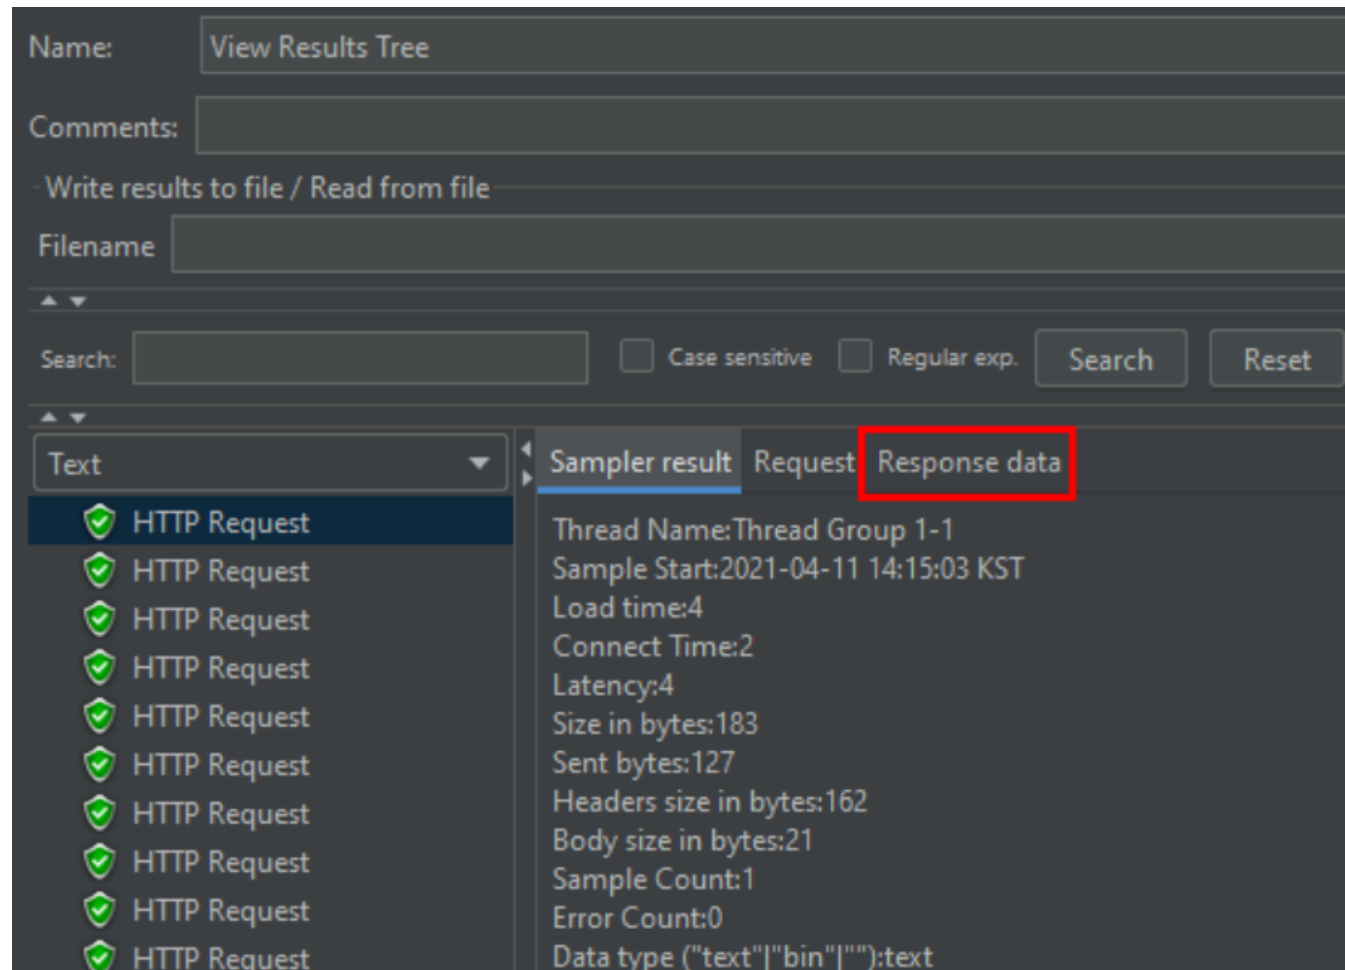 Name: View Results Tree
Comments:
Write results to file / Read from file
Filename
Search: Case sensitive Regular exp. Search Reset
Text Sampler result Request Response data
HTTP Request
HTTP Request
HTTP Request
HTTP Request
HTTP Request
HTTP Request
HTTP Request
HTTP Request
HTTP Request
HTTP Request
Thread Name:Thread Group 1-1
Sample Start:2021-04-11 14:15:03 KST
Load time:4
Connect Time:2
Latency:4
Size in bytes:183
Sent bytes:127
Headers size in bytes:162
Body size in bytes:21
Sample Count:1
Error Count:0
Data type ("text"|"bin"|""):text